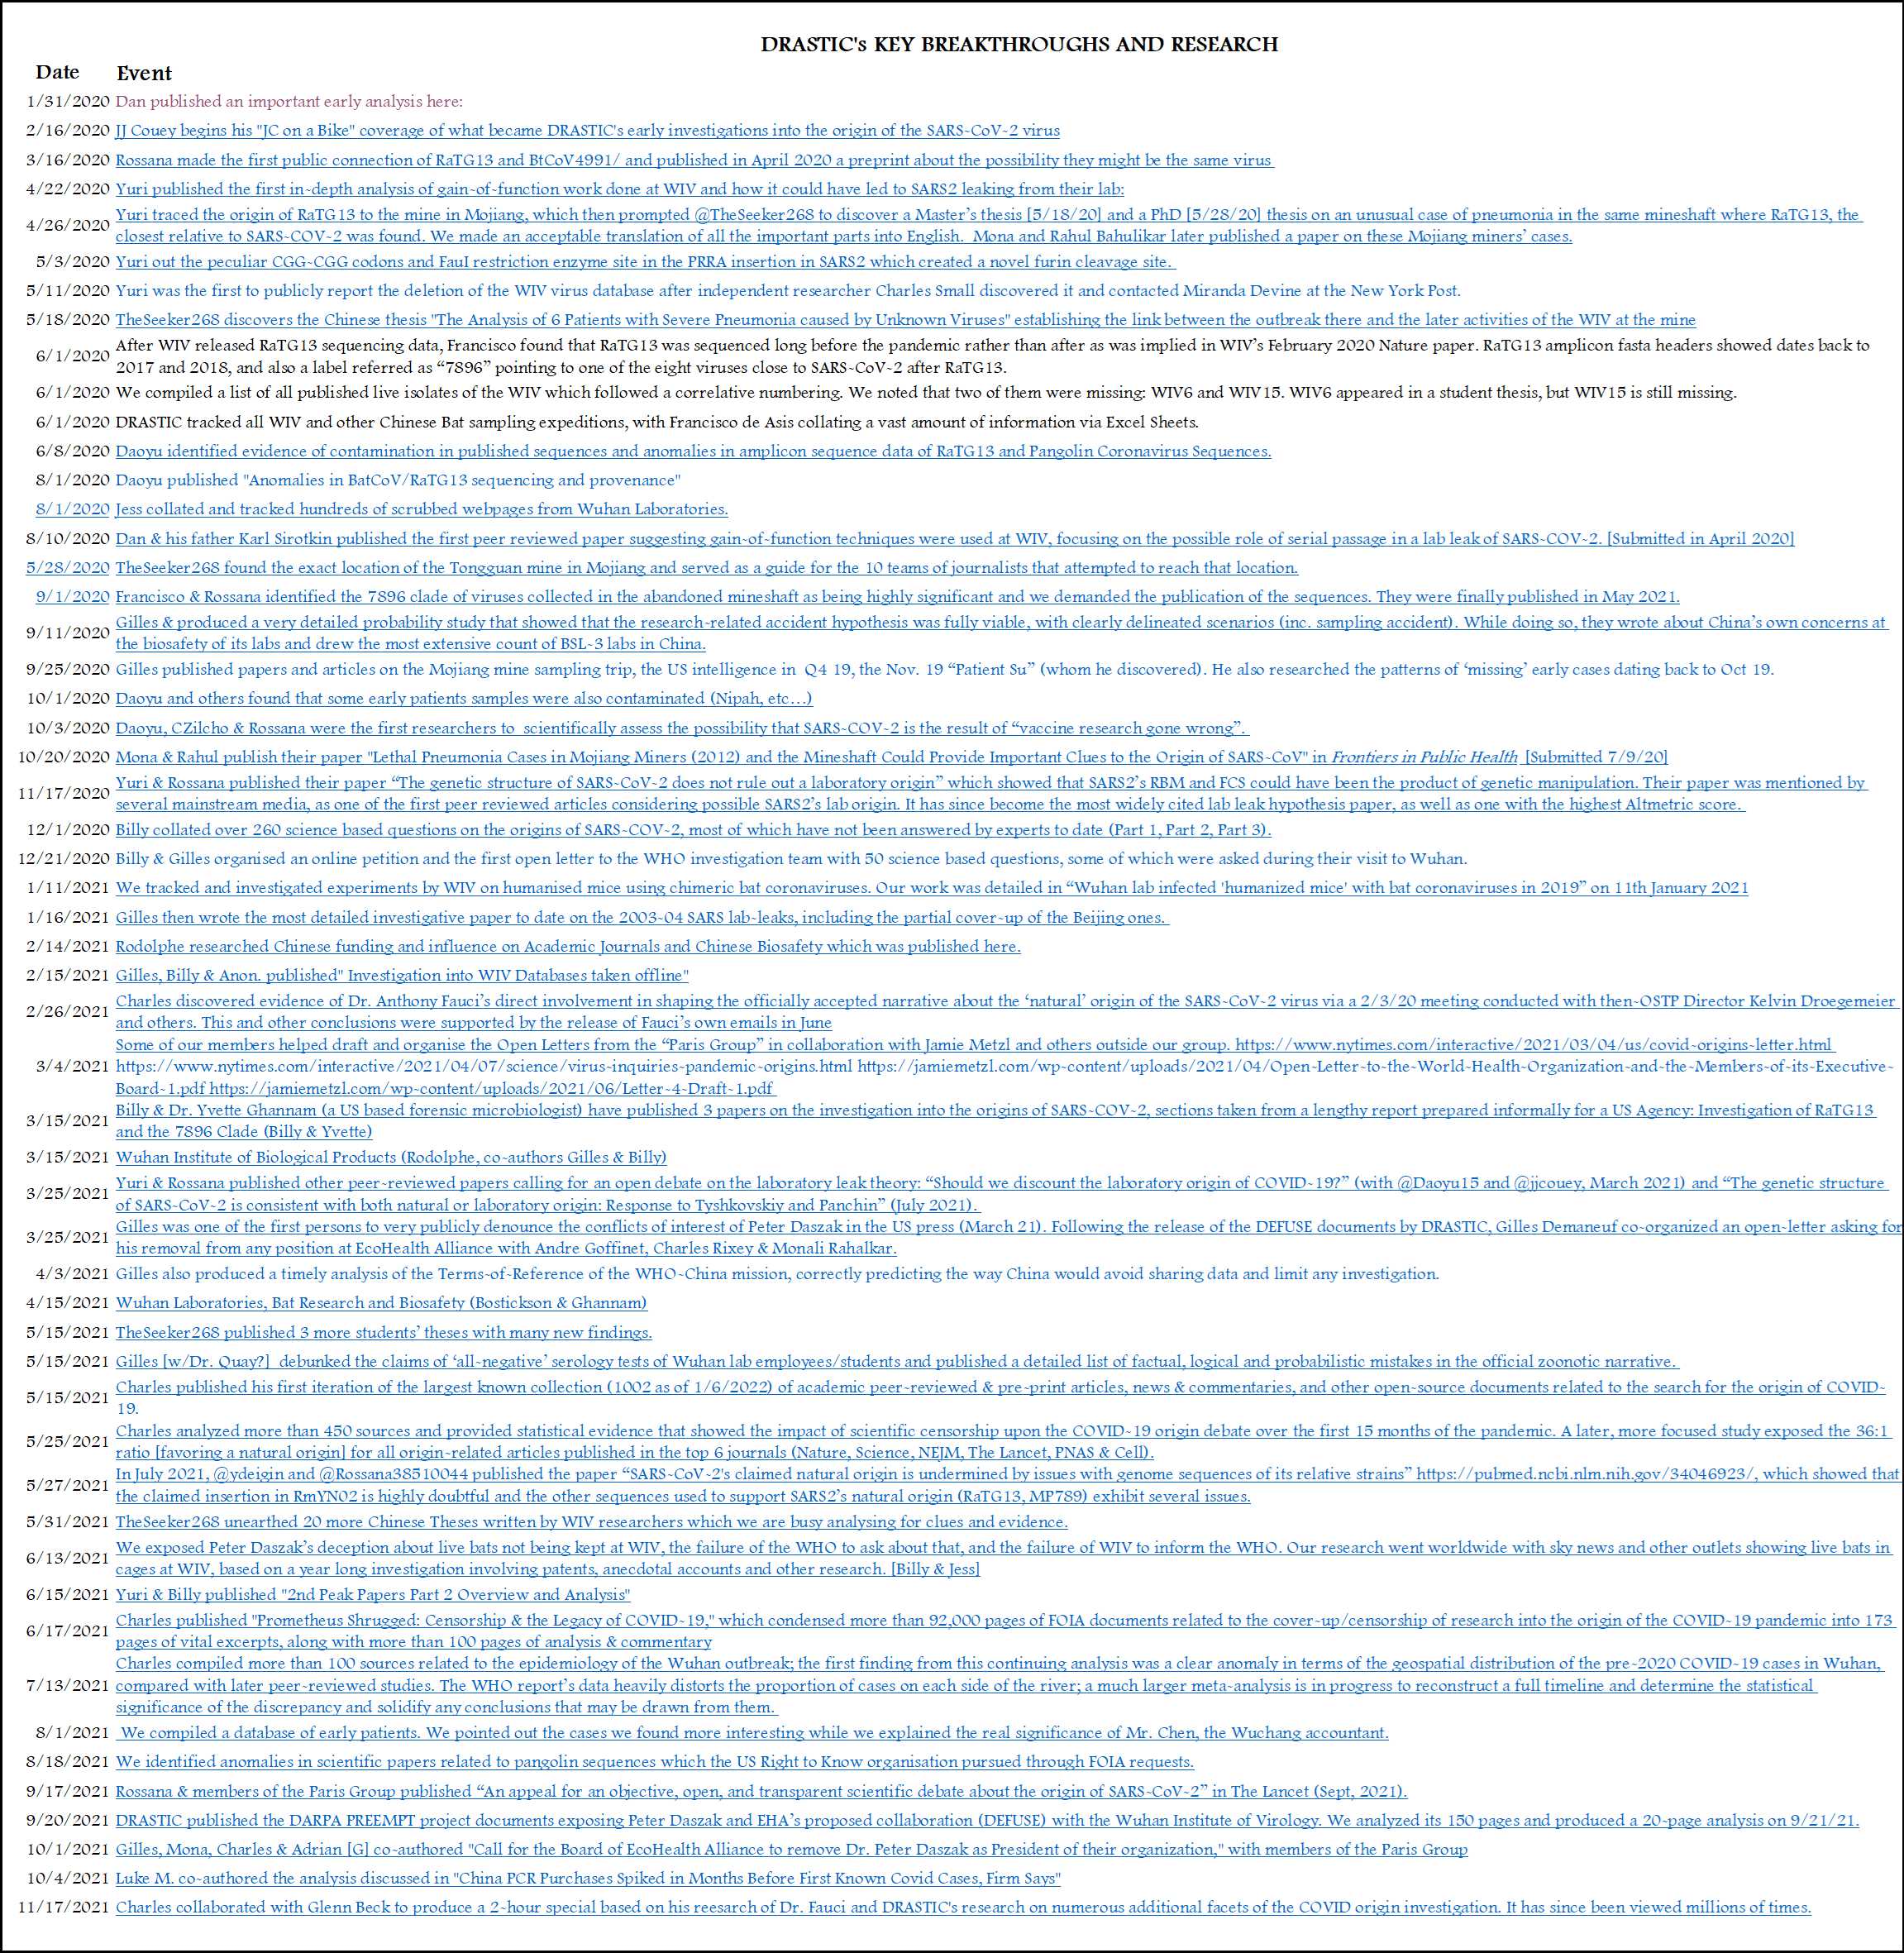 DRASTIC's KEY BREAKTHROUGHS AND RESEARCH
Date Event
1/31/2020 Dan published an important early analysis here:
2/16/2020 JJ Couey begins his "JC on a Bike" coverage of what became DRASTIC's early investigations into the origin of the SARS-CoV-2 virus
3/16/2020 Rossana made the first public connection of RaTG13 and BtCoV4991/ and published in April 2020 a preprint about the possibility they might be the same virus
4/22/2020 Yuri published the first in-depth analysis of gain-of-function work done at WIV and how it could have led to SARS2 leaking from their lab:
4/26/2020 Yuri traced the origin of RaTG13 to the mine in Mojiang, which then prompted @TheSeeker268 to discover a Master's thesis [5/18/20] and a PhD [5/28/20] thesis on an unusual case of pneumonia in the same mineshaft where RaTG13, the
closest relative to SARS-COV-2 was found. We made an acceptable translation of all the important parts into English.  Mona and Rahul Bahulikar later published a paper on these Mojiang miners' cases.
5/3/2020 Yuri out the peculiar CGG-CGG codons and FauI restriction enzyme site in the PRRA insertion in SARS2 which created a novel furin cleavage site.
5/11/2020 Yuri was the first to publicly report the deletion of the WIV virus database after independent researcher Charles Small discovered it and contacted Miranda Devine at the New York Post.
5/18/2020 TheSeeker268 discovers the Chinese thesis "The Analysis of 6 Patients with Severe Pneumonia caused by Unknown Viruses" establishing the link between the outbreak there and the later activities of the WIV at the mine
6/1/2020 After WIV released RaTG13 sequencing data, Francisco found that RaTG13 was sequenced long before the pandemic rather than after as was implied in WIV's February 2020 Nature paper. RaTG13 amplicon fasta headers showed dates back to
2017 and 2018, and also a label referred as “7896” pointing to one of the eight viruses close to SARS-CoV-2 after RaTG13.
6/1/2020 We compiled a list of all published live isolates of the WIV which followed a correlative numbering. We noted that two of them were missing: WIV6 and WIV15. WIV6 appeared in a student thesis, but WIV15 is still missing.
6/1/2020 DRASTIC tracked all WIV and other Chinese Bat sampling expeditions, with Francisco de Asis collating a vast amount of information via Excel Sheets.
6/8/2020 Daoyu identified evidence of contamination in published sequences and anomalies in amplicon sequence data of RaTG13 and Pangolin Coronavirus Sequences.
8/1/2020 Daoyu published "Anomalies in BatCoV/RaTG13 sequencing and provenance"
8/1/2020 Jess collated and tracked hundreds of scrubbed webpages from Wuhan Laboratories.
8/10/2020 Dan & his father Karl Sirotkin published the first peer reviewed paper suggesting gain-of-function techniques were used at WIV, focusing on the possible role of serial passage in a lab leak of SARS-COV-2. [Submitted in April 2020]
5/28/2020 TheSeeker268 found the exact location of the Tongguan mine in Mojiang and served as a guide for the 10 teams of journalists that attempted to reach that location.
9/1/2020 Francisco & Rossana identified the 7896 clade of viruses collected in the abandoned mineshaft as being highly significant and we demanded the publication of the sequences. They were finally published in May 2021.
9/11/2020 Gilles & produced a very detailed probability study that showed that the research-related accident hypothesis was fully viable, with clearly delineated scenarios (inc. sampling accident). While doing so, they wrote about China's own concerns at
the biosafety of its labs and drew the most extensive count of BSL-3 labs in China.
9/25/2020 Gilles published papers and articles on the Mojiang mine sampling trip, the US intelligence in  Q4 19, the Nov. 19 “Patient Su” (whom he discovered). He also researched the patterns of ‘missing’ early cases dating back to Oct 19.
10/1/2020 Daoyu and others found that some early patients samples were also contaminated (Nipah, etc…)
10/3/2020 Daoyu, CZilcho & Rossana were the first researchers to  scientifically assess the possibility that SARS-COV-2 is the result of “vaccine research gone wrong”.
10/20/2020 Mona & Rahul publish their paper "Lethal Pneumonia Cases in Mojiang Miners (2012) and the Mineshaft Could Provide Important Clues to the Origin of SARS-CoV" in Frontiers in Public Health [Submitted 7/9/20]
11/17/2020 Yuri & Rossana published their paper “The genetic structure of SARS-CoV-2 does not rule out a laboratory origin” which showed that SARS2's RBM and FCS could have been the product of genetic manipulation. Their paper was mentioned by
several mainstream media, as one of the first peer reviewed articles considering possible SARS2's lab origin. It has since become the most widely cited lab leak hypothesis paper, as well as one with the highest Altmetric score.
12/1/2020 Billy collated over 260 science based questions on the origins of SARS-COV-2, most of which have not been answered by experts to date (Part 1, Part 2, Part 3).
12/21/2020 Billy & Gilles organised an online petition and the first open letter to the WHO investigation team with 50 science based questions, some of which were asked during their visit to Wuhan.
1/11/2021 We tracked and investigated experiments by WIV on humanised mice using chimeric bat coronaviruses. Our work was detailed in “Wuhan lab infected 'humanized mice' with bat coronaviruses in 2019” on 11th January 2021
1/16/2021 Gilles then wrote the most detailed investigative paper to date on the 2003-04 SARS lab-leaks, including the partial cover-up of the Beijing ones.
2/14/2021 Rodolphe researched Chinese funding and influence on Academic Journals and Chinese Biosafety which was published here.
2/15/2021 Gilles, Billy & Anon. published" Investigation into WIV Databases taken offline"
2/26/2021 Charles discovered evidence of Dr. Anthony Fauci's direct involvement in shaping the officially accepted narrative about the ‘natural’ origin of the SARS-CoV-2 virus via a 2/3/20 meeting conducted with then-OSTP Director Kelvin Droegemeier
and others. This and other conclusions were supported by the release of Fauci's own emails in June
3/4/2021 Some of our members helped draft and organise the Open Letters from the “Paris Group” in collaboration with Jamie Metzl and others outside our group. https://www.nytimes.com/interactive/2021/03/04/us/covid-origins-letter.html
https://www.nytimes.com/interactive/2021/04/07/science/virus-inquiries-pandemic-origins.html https://jamiemetzl.com/wp-content/uploads/2021/04/Open-Letter-to-the-World-Health-Organization-and-the-Members-of-its-Executive-
Board-1.pdf https://jamiemetzl.com/wp-content/uploads/2021/06/Letter-4-Draft-1.pdf
3/15/2021 Billy & Dr. Yvette Ghannam (a US based forensic microbiologist) have published 3 papers on the investigation into the origins of SARS-COV-2, sections taken from a lengthy report prepared informally for a US Agency: Investigation of RaTG13
and the 7896 Clade (Billy & Yvette)
3/15/2021 Wuhan Institute of Biological Products (Rodolphe, co-authors Gilles & Billy)
3/25/2021 Yuri & Rossana published other peer-reviewed papers calling for an open debate on the laboratory leak theory: “Should we discount the laboratory origin of COVID-19?” (with @Daoyu15 and @jjcouey, March 2021) and “The genetic structure
of SARS-CoV-2 is consistent with both natural or laboratory origin: Response to Tyshkovskiy and Panchin” (July 2021).
3/25/2021 Gilles was one of the first persons to very publicly denounce the conflicts of interest of Peter Daszak in the US press (March 21). Following the release of the DEFUSE documents by DRASTIC, Gilles Demaneuf co-organized an open-letter asking for
his removal from any position at EcoHealth Alliance with Andre Goffinet, Charles Rixey & Monali Rahalkar.
4/3/2021 Gilles also produced a timely analysis of the Terms-of-Reference of the WHO-China mission, correctly predicting the way China would avoid sharing data and limit any investigation.
4/15/2021 Wuhan Laboratories, Bat Research and Biosafety (Bostickson & Ghannam)
5/15/2021 TheSeeker268 published 3 more students' theses with many new findings.
5/15/2021 Gilles [w/Dr. Quay?]  debunked the claims of ‘all-negative’ serology tests of Wuhan lab employees/students and published a detailed list of factual, logical and probabilistic mistakes in the official zoonotic narrative.
5/15/2021 Charles published his first iteration of the largest known collection (1002 as of 1/6/2022) of academic peer-reviewed & pre-print articles, news & commentaries, and other open-source documents related to the search for the origin of COVID-
19.
5/25/2021 Charles analyzed more than 450 sources and provided statistical evidence that showed the impact of scientific censorship upon the COVID-19 origin debate over the first 15 months of the pandemic. A later, more focused study exposed the 36:1
ratio [favoring a natural origin] for all origin-related articles published in the top 6 journals (Nature, Science, NEJM, The Lancet, PNAS & Cell).
5/27/2021 In July 2021, @ydeigin and @Rossana38510044 published the paper “SARS-CoV-2's claimed natural origin is undermined by issues with genome sequences of its relative strains” https://pubmed.ncbi.nlm.nih.gov/34046923/, which showed that
the claimed insertion in RmYN02 is highly doubtful and the other sequences used to support SARS2's natural origin (RaTG13, MP789) exhibit several issues.
5/31/2021 TheSeeker268 unearthed 20 more Chinese Theses written by WIV researchers which we are busy analysing for clues and evidence.
6/13/2021 We exposed Peter Daszak's deception about live bats not being kept at WIV, the failure of the WHO to ask about that, and the failure of WIV to inform the WHO. Our research went worldwide with sky news and other outlets showing live bats in
cages at WIV, based on a year long investigation involving patents, anecdotal accounts and other research. [Billy & Jess]
6/15/2021 Yuri & Billy published "2nd Peak Papers Part 2 Overview and Analysis"
6/17/2021 Charles published "Prometheus Shrugged: Censorship & the Legacy of COVID-19," which condensed more than 92,000 pages of FOIA documents related to the cover-up/censorship of research into the origin of the COVID-19 pandemic into 173
pages of vital excerpts, along with more than 100 pages of analysis & commentary
7/13/2021 Charles compiled more than 100 sources related to the epidemiology of the Wuhan outbreak; the first finding from this continuing analysis was a clear anomaly in terms of the geospatial distribution of the pre-2020 COVID-19 cases in Wuhan,
compared with later peer-reviewed studies. The WHO report's data heavily distorts the proportion of cases on each side of the river; a much larger meta-analysis is in progress to reconstruct a full timeline and determine the statistical
significance of the discrepancy and solidify any conclusions that may be drawn from them.
8/1/2021 We compiled a database of early patients. We pointed out the cases we found more interesting while we explained the real significance of Mr. Chen, the Wuchang accountant.
8/18/2021 We identified anomalies in scientific papers related to pangolin sequences which the US Right to Know organisation pursued through FOIA requests.
9/17/2021 Rossana & members of the Paris Group published “An appeal for an objective, open, and transparent scientific debate about the origin of SARS-CoV-2” in The Lancet (Sept, 2021).
9/20/2021 DRASTIC published the DARPA PREEMPT project documents exposing Peter Daszak and EHA's proposed collaboration (DEFUSE) with the Wuhan Institute of Virology. We analyzed its 150 pages and produced a 20-page analysis on 9/21/21.
10/1/2021 Gilles, Mona, Charles & Adrian [G] co-authored "Call for the Board of EcoHealth Alliance to remove Dr. Peter Daszak as President of their organization," with members of the Paris Group
10/4/2021 Luke M. co-authored the analysis discussed in "China PCR Purchases Spiked in Months Before First Known Covid Cases, Firm Says"
11/17/2021 Charles collaborated with Glenn Beck to produce a 2-hour special based on his reesarch of Dr. Fauci and DRASTIC's research on numerous additional facets of the COVID origin investigation. It has since been viewed millions of times.